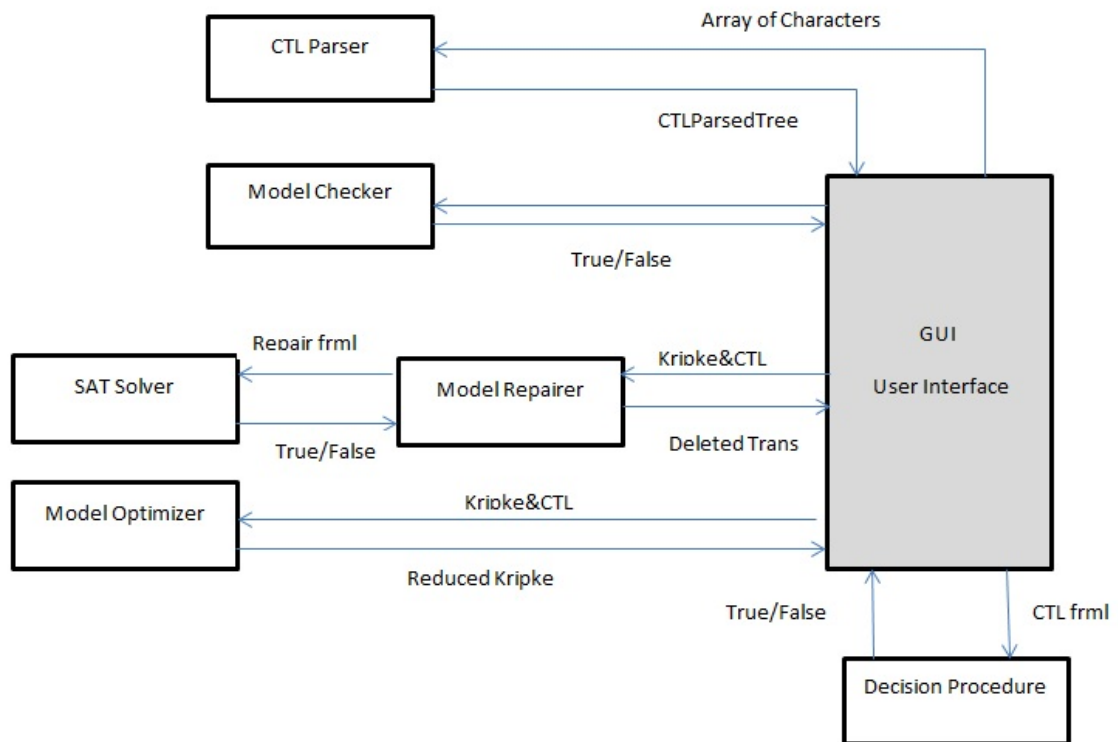 Array of Characters
CTL Parser
CTLParsedTree
Model Checker
True/False
GUI
User Interface
Repair frml
Kripke&CTL
SAT Solver
Model Repairer
True/False
Deleted Trans
Model Optimizer
Kripke&CTL
Reduced Kripke
True/False
CTL frml
Decision Procedure